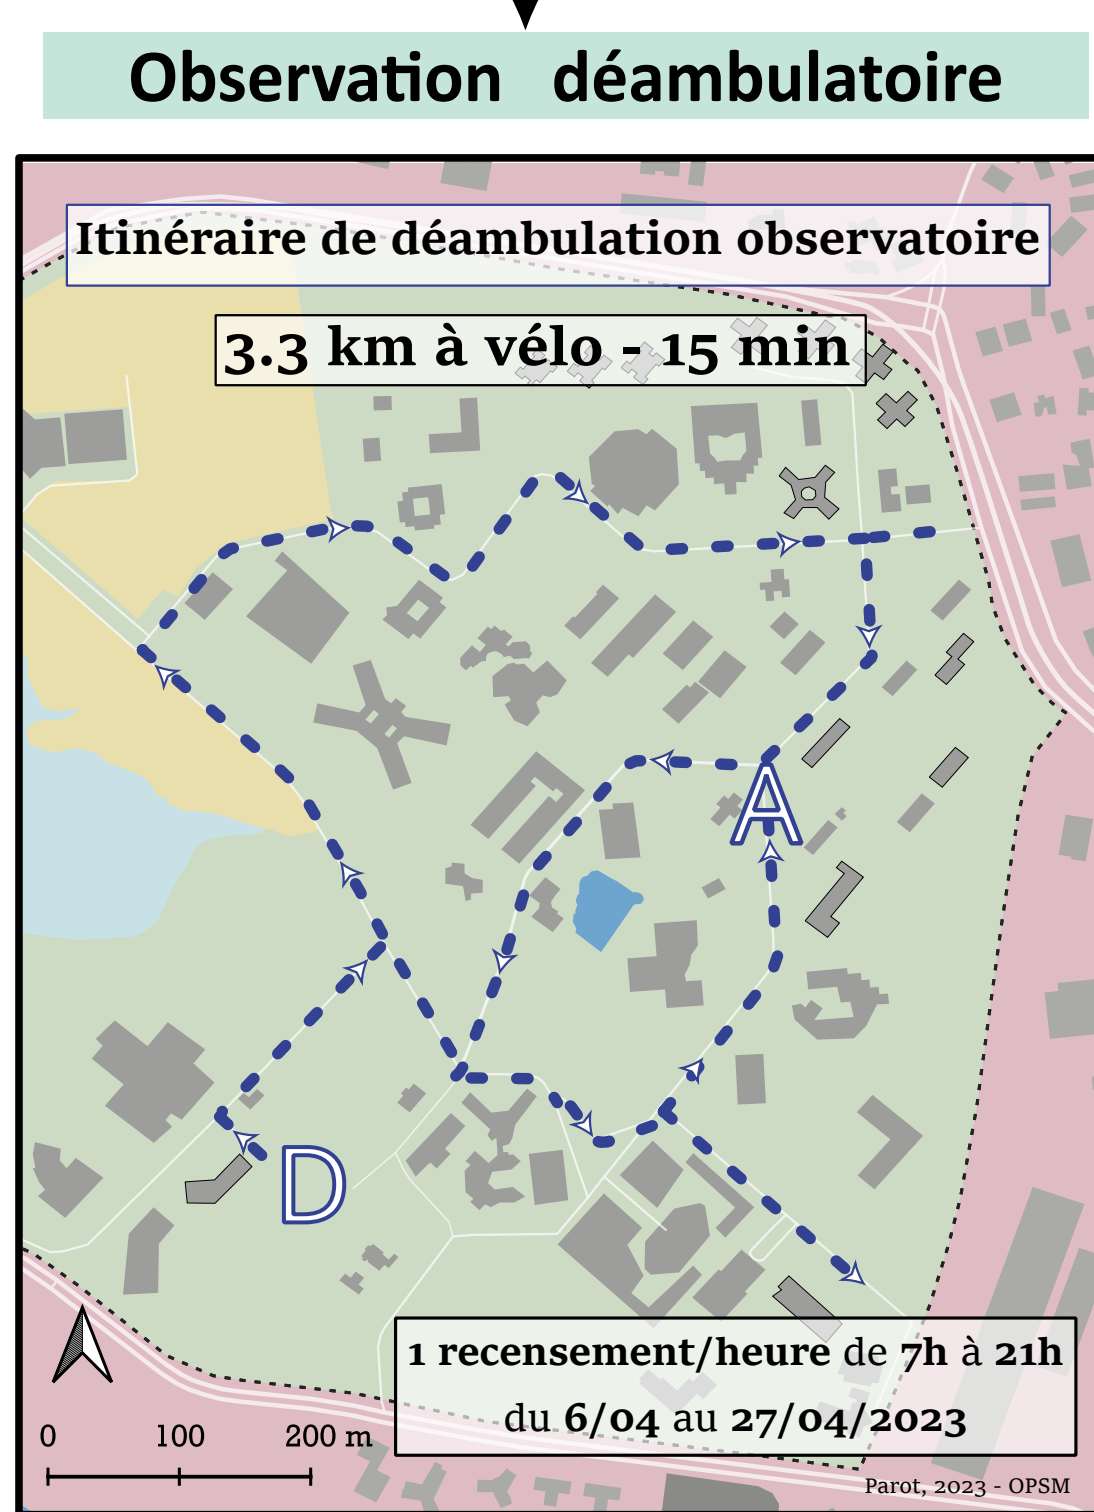 Observation déambulatoire
Itinéraire de déambulation observatoire
3.3 km à vélo - 15 min
A
D
1 recensement/heure de 7h à 21h
du 6/04 au 27/04/2023
0 100 200 m
Parot, 2023 - OPSM